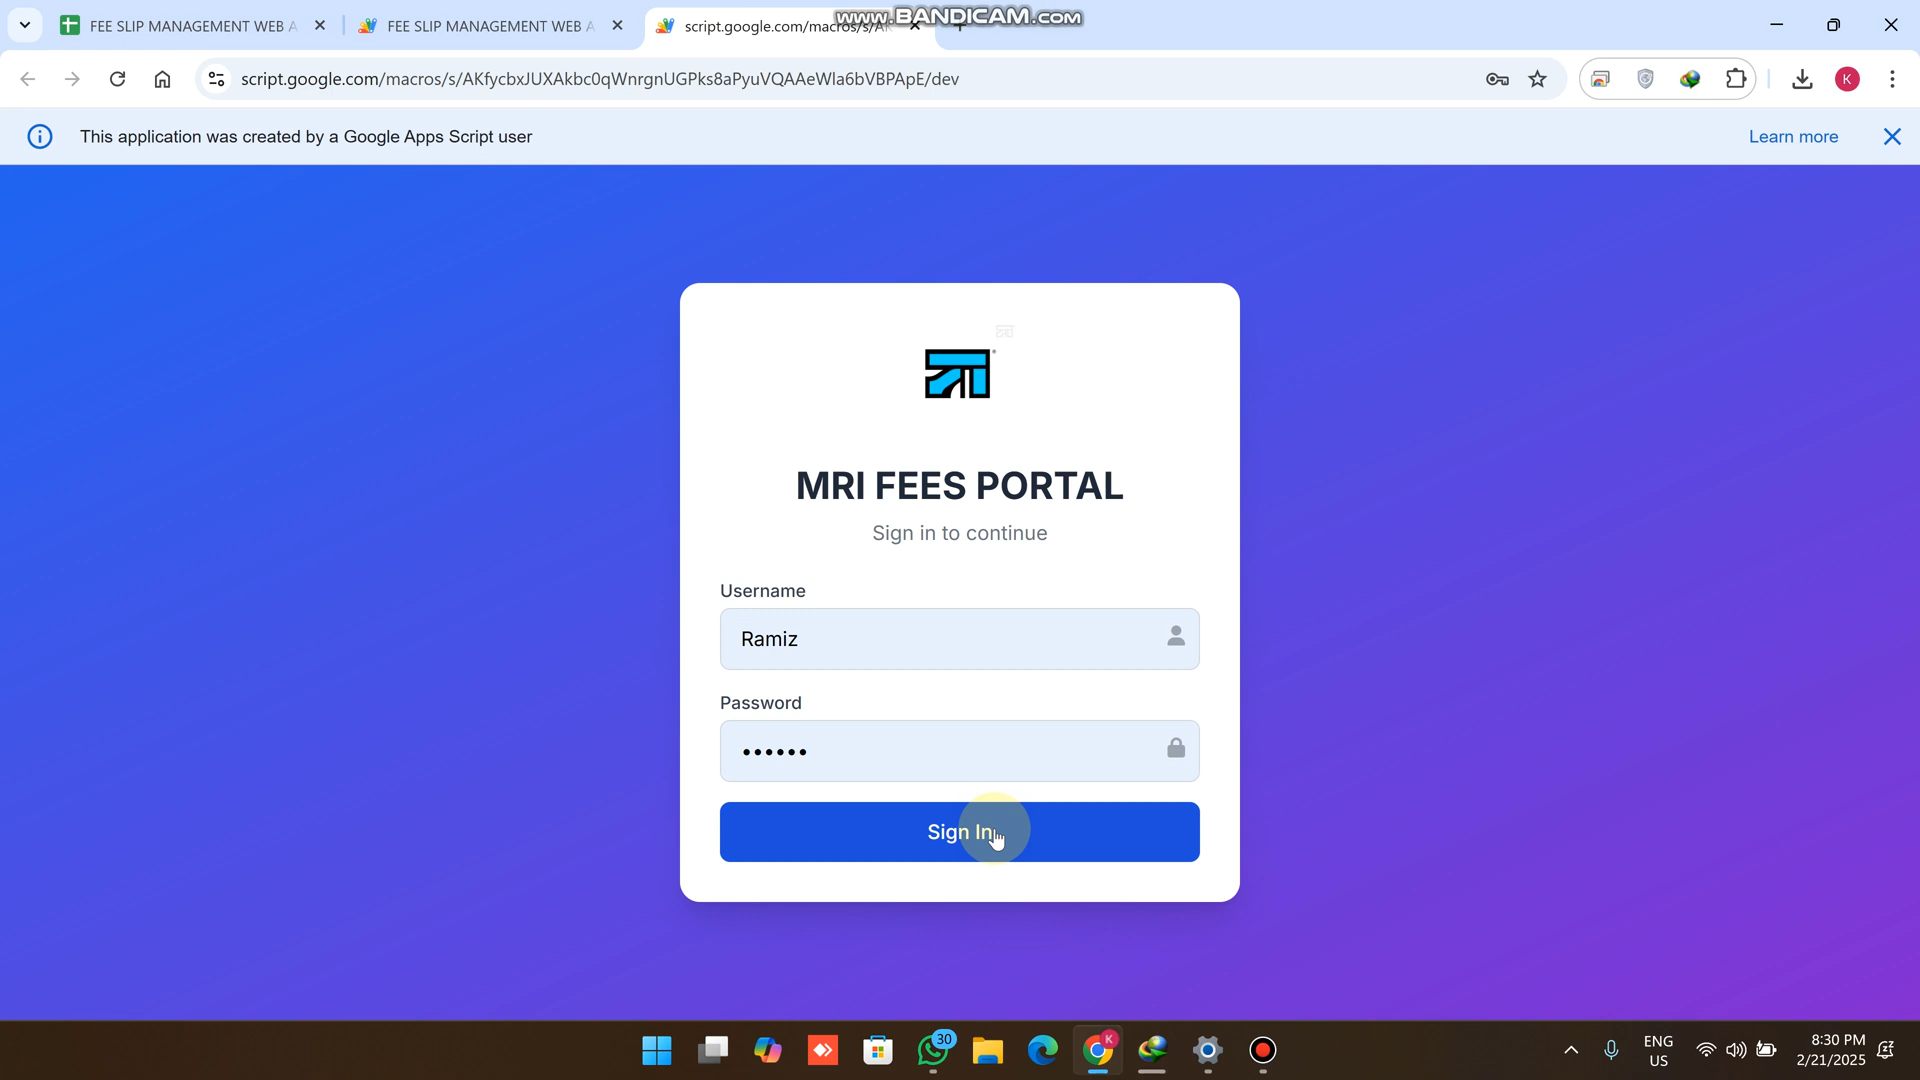 FEE SLIP MANAGEMENT WEB A
FEE SLIP MANAGEMENT WEB A
script.google.com/macros/s/A
www.BANDICAM.com
script.google.com/macros/s/AKfycbxJUXAkbc0qWnrgnUGPks8aPyuVQAAeWla6bVBPApE/dev
K
This application was created by a Google Apps Script user
Learn more
MRI FEES PORTAL
Sign in to continue
Username
Ramiz
Password
Sign In
30
K
ENG
US
8:30 PM
2/21/2025